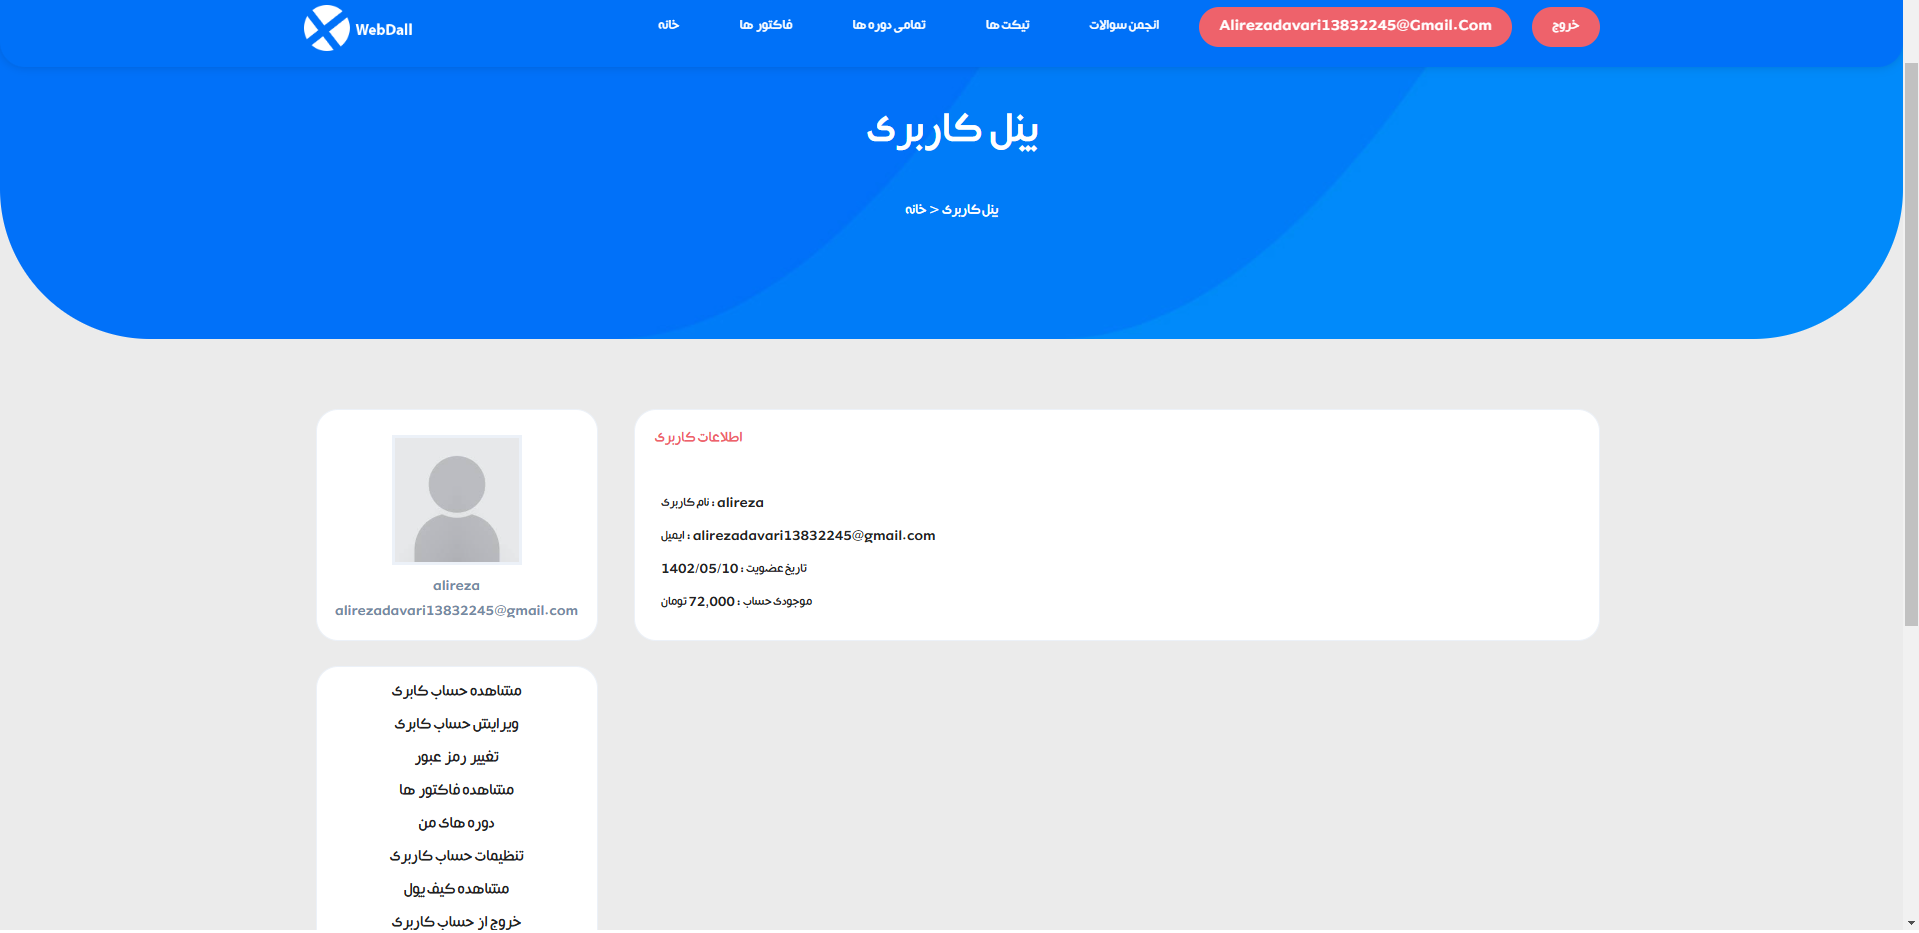 WebDall
خانه
فاکتور ها
تمامی دوره ها
تیکت ها
انجمن سوالات
Alirezadavari13832245@Gmail.Com
خروج
پنل کاربری
پنل کاربری > خانه
alireza
alirezadavari13832245@gmail.com
اطلاعات کاربری
نام کاربری : alireza
ایمیل : alirezadavari13832245@gmail.com
تاریخ عضویت : 1402/05/10
موجودی حساب : 72,000 تومان
مشاهده حساب کابری
ویرایش حساب کابری
تغییر رمز عبور
مشاهده فاکتور ها
دوره های من
تنظیمات حساب کاربری
مشاهده کیف پول
خروج از حساب کاربری